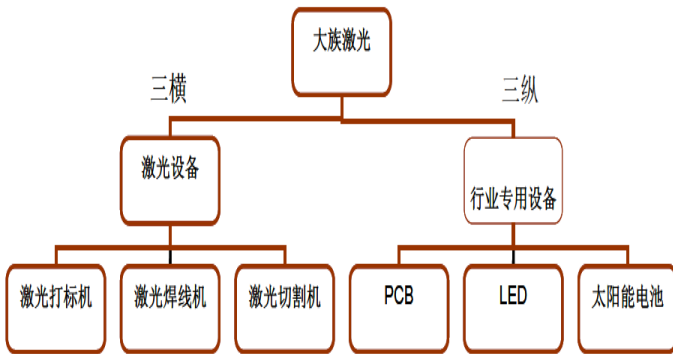 大族激光
三横
三纵
激光设备
行业专用设备
激光打标机
激光焊线机
激光切割机
PCB
LED
太阳能电池